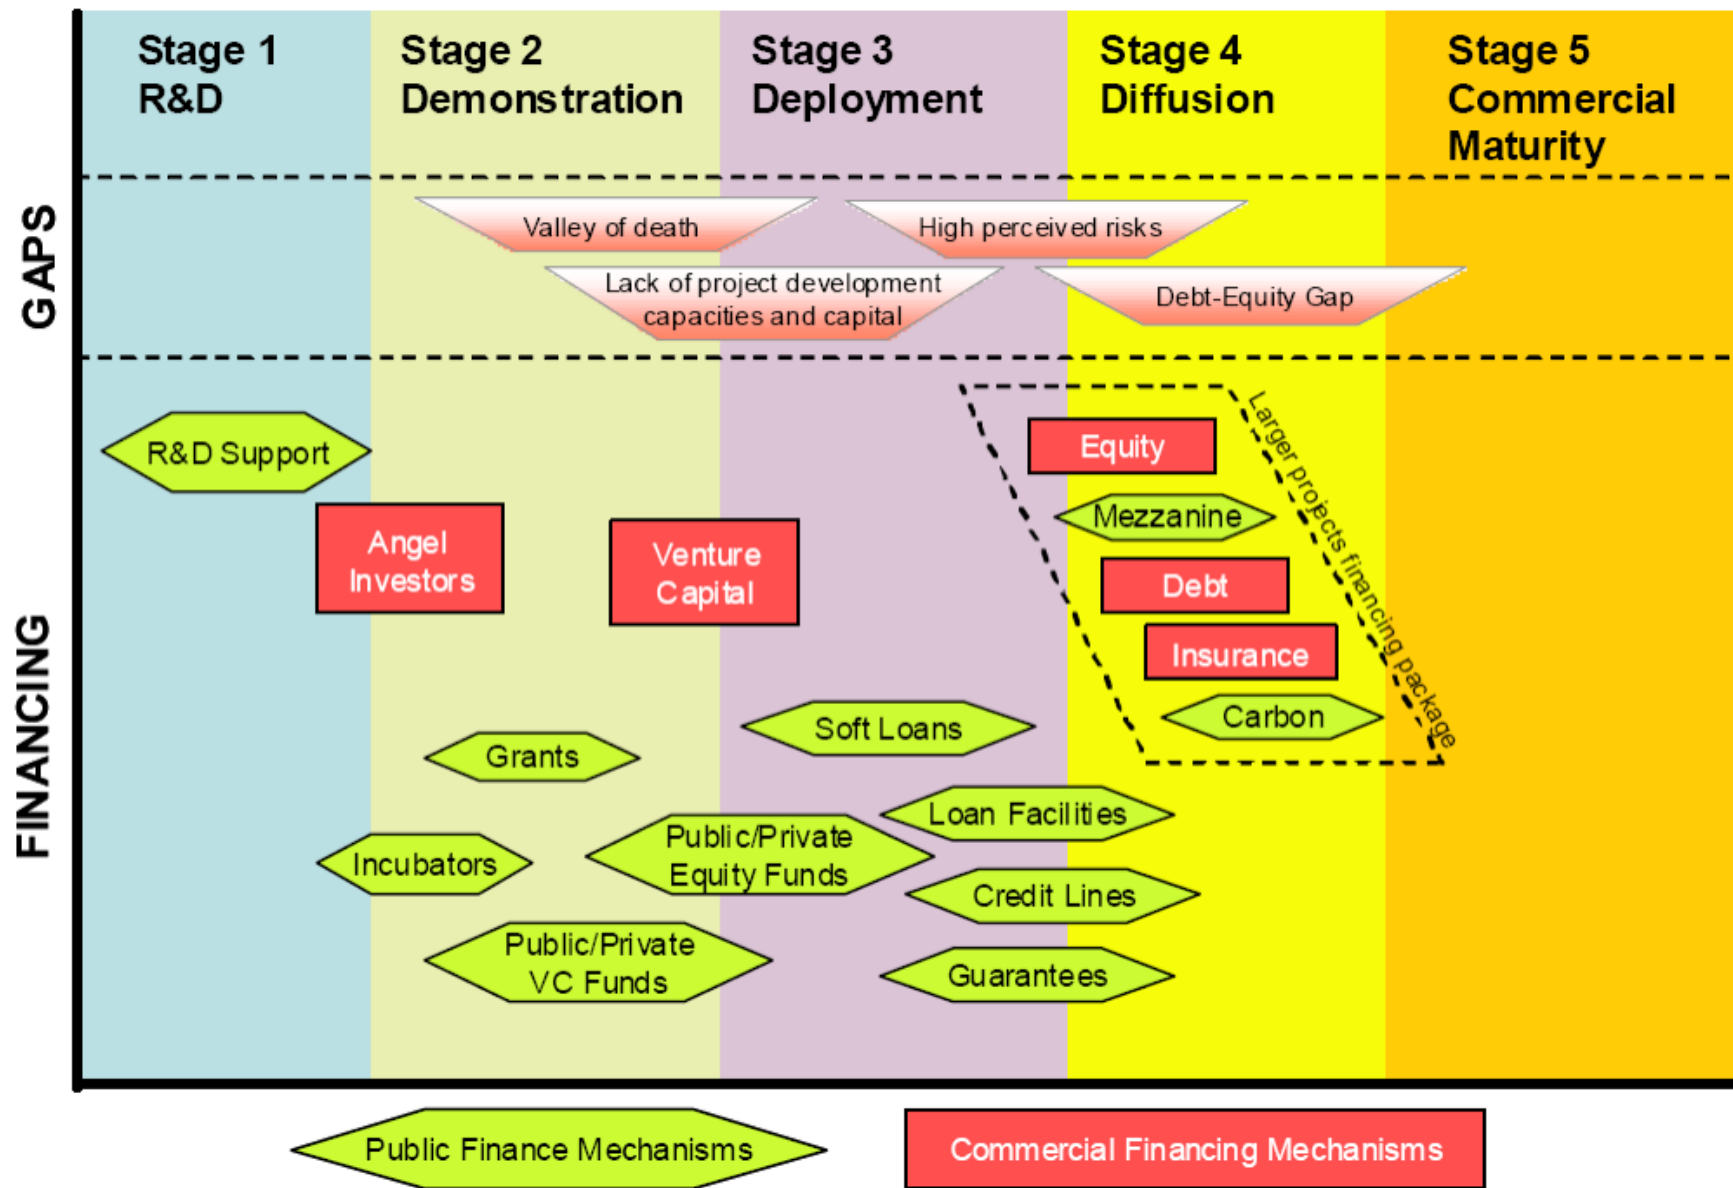 Stage 1
R&D
Stage 2
Demonstration
Stage 3
Deployment
Stage 4
Diffusion
Stage 5
Commercial
Maturity
GAPS
Valley of death
High perceived risks
Lack of project development
capacities and capital
Debt-Equity Gap
FINANCING
R&D Support
Angel
Investors
Venture
Capital
Equity
Mezzanine
Debt
Insurance
Carbon
Larger projects financing package
Soft Loans
Grants
Loan Facilities
Public/Private
Equity Funds
Incubators
Credit Lines
Public/Private
VC Funds
Guarantees
Public Finance Mechanisms
Commercial Financing Mechanisms